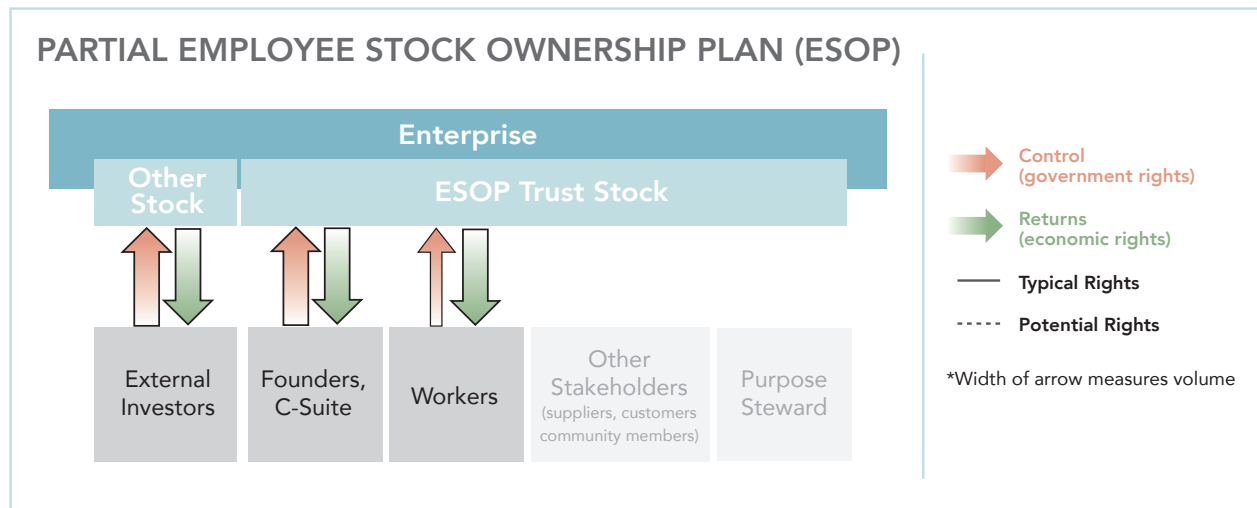 PARTIAL EMPLOYEE STOCK OWNERSHIP PLAN (ESOP)
Enterprise
Other
Stock
ESOP Trust Stock
External
Investors
Founders,
C-Suite
Workers
Other
Stakeholders
(suppliers, customers
community members)
Purpose
Steward
Control
(government rights)
Returns
(economic rights)
Typical Rights
Potential Rights
*Width of arrow measures volume